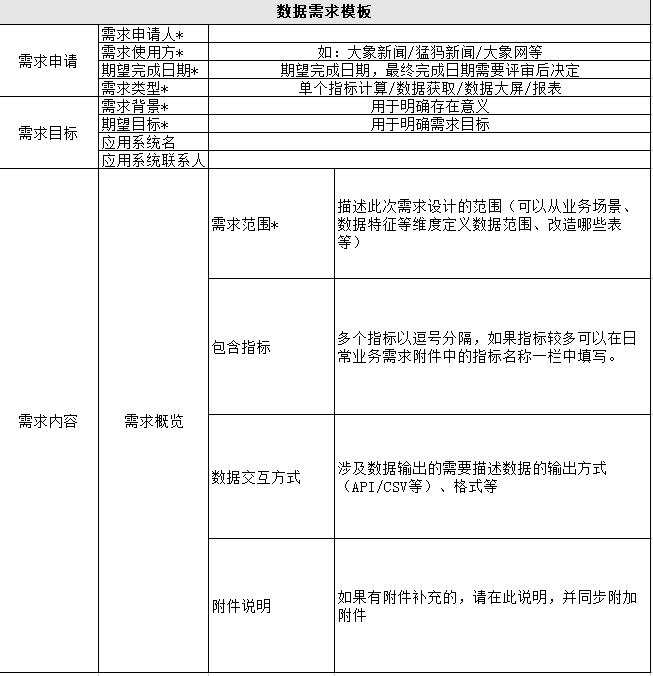 数据需求模板
需求申请
需求申请人*
需求使用方*
如：大象新闻/猛犸新闻/大象网等
期望完成日期*
期望完成日期，最终完成日期需要评审后决定
需求类型*
单个指标计算/数据获取/数据大屏/报表
需求目标
需求背景*
用于明确存在意义
期望目标*
用于明确需求目标
应用系统名
应用系统联系人
需求内容
需求概览
需求范围*
描述此次需求设计的范围（可以从业务场景、
数据特征等维度定义数据范围、改造哪些表
等）
包含指标
多个指标以逗号分隔，如果指标较多可以在日
常业务需求附件中的指标名称一栏中填写。
数据交互方式
涉及数据输出的需要描述数据的输出方式
（API/CSV等）、格式等
附件说明
如果有附件补充的，请在此说明，并同步附加
附件